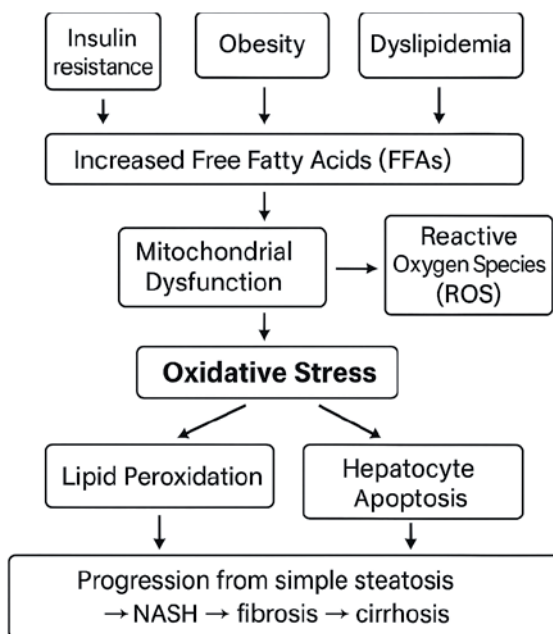 Insulin
resistance
Obesity
Dyslipidemia
Increased Free Fatty Acids (FFAs)
Mitochondrial
Dysfunction
Reactive
Oxygen Species
(ROS)
Oxidative Stress
Lipid Peroxidation
Hepatocyte
Apoptosis
Progression from simple steatosis
→ NASH → fibrosis → cirrhosis